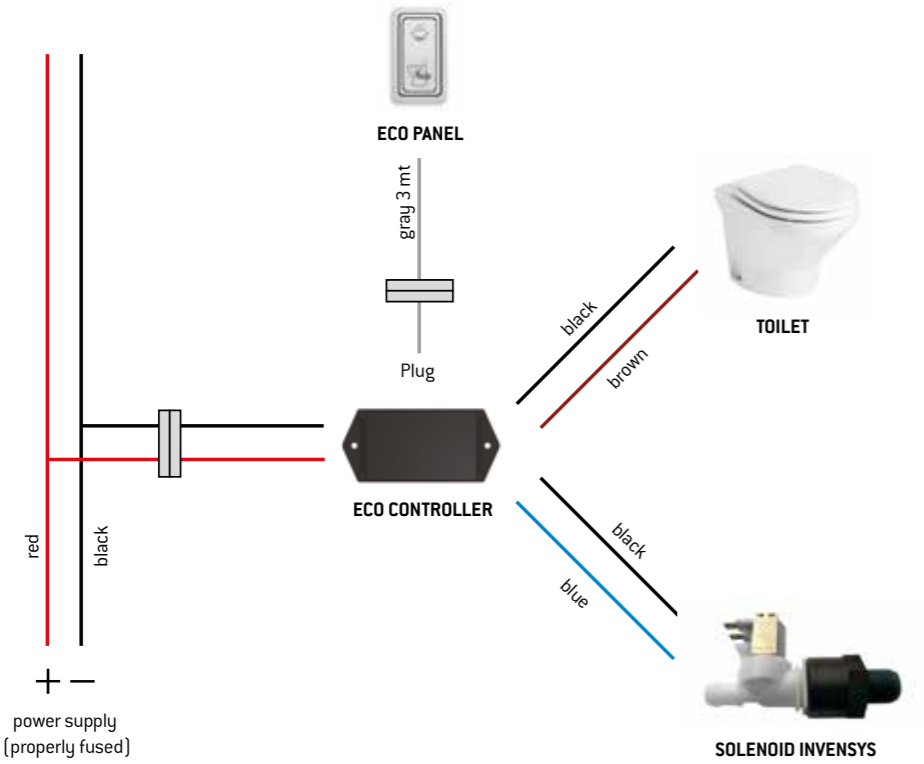 ECO PANEL
gray 3 mt
Plug
black
brown
TOILET
ECO CONTROLLER
red
black
black
blue
+ −
power supply
(properly fused)
SOLENOID INVENSYS